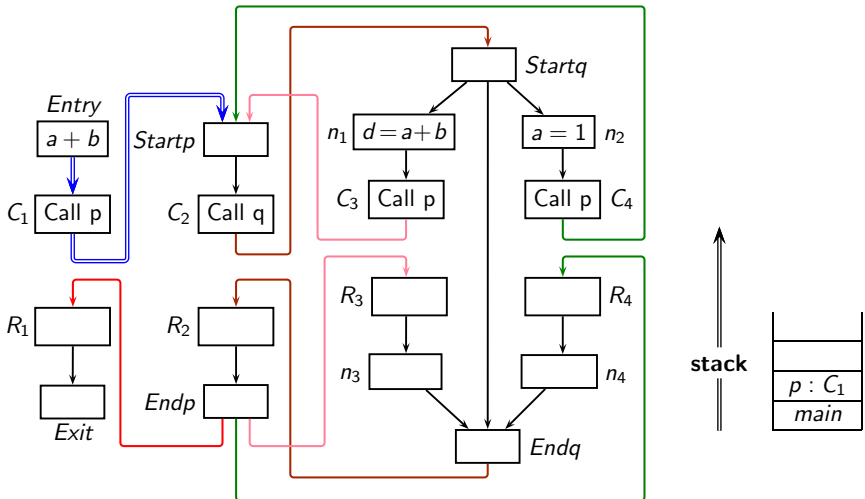 Startq
Entry
a + b
Startp
n1
d = a+b
a = 1
n2
C1
Call p
C2
Call q
C3
Call p
Call p
C4
R1
R2
R3
R4
n3
n4
stack
p : C1
main
Endp
Exit
Endq